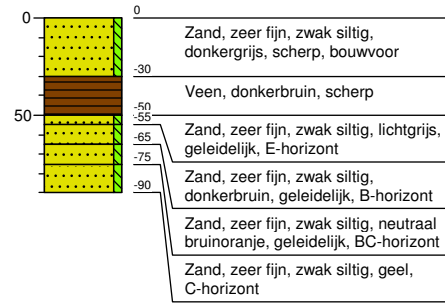 0
0
Zand, zeer fijn, zwak siltig,
donkergrijs, scherp, bouwvoor
-30
Veen, donkerbruin, scherp
50
-50
-55
Zand, zeer fijn, zwak siltig, lichtgrijs,
geleidelijk, E-horizont
-65
Zand, zeer fijn, zwak siltig,
donkerbruin, geleidelijk, B-horizont
-75
Zand, zeer fijn, zwak siltig, neutraal
bruinoranje, geleidelijk, BC-horizont
-90
Zand, zeer fijn, zwak siltig, geel,
C-horizont